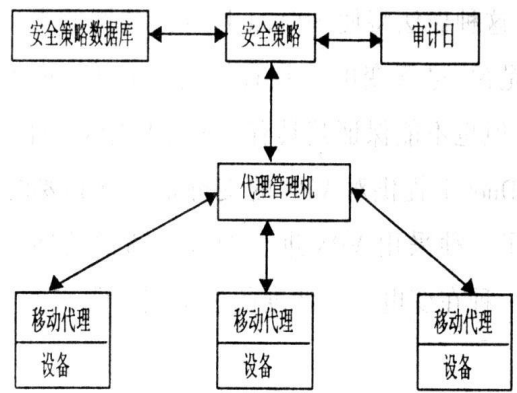 安全策略数据库 安全策略 审计日
代理管理机
移动代理 移动代理 移动代理
设备 设备 设备